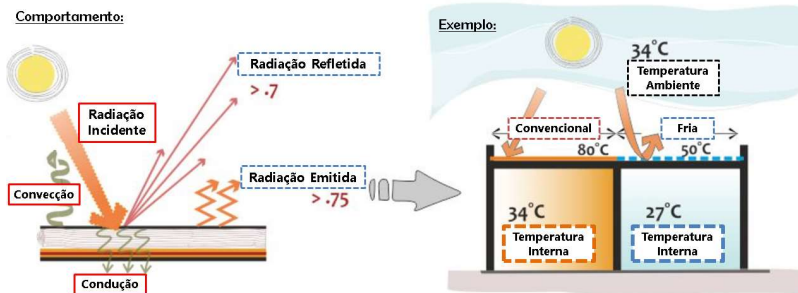 Comportamento:
Radiação Refletida
> .7
Radiação
Incidente
Radiação Emitida
> .75
Convecção
Condução
Exemplo:
34°C
Temperatura
Ambiente
Convencional
Fria
80°C
50°C
34°C
Temperatura
Interna
27°C
Temperatura
Interna